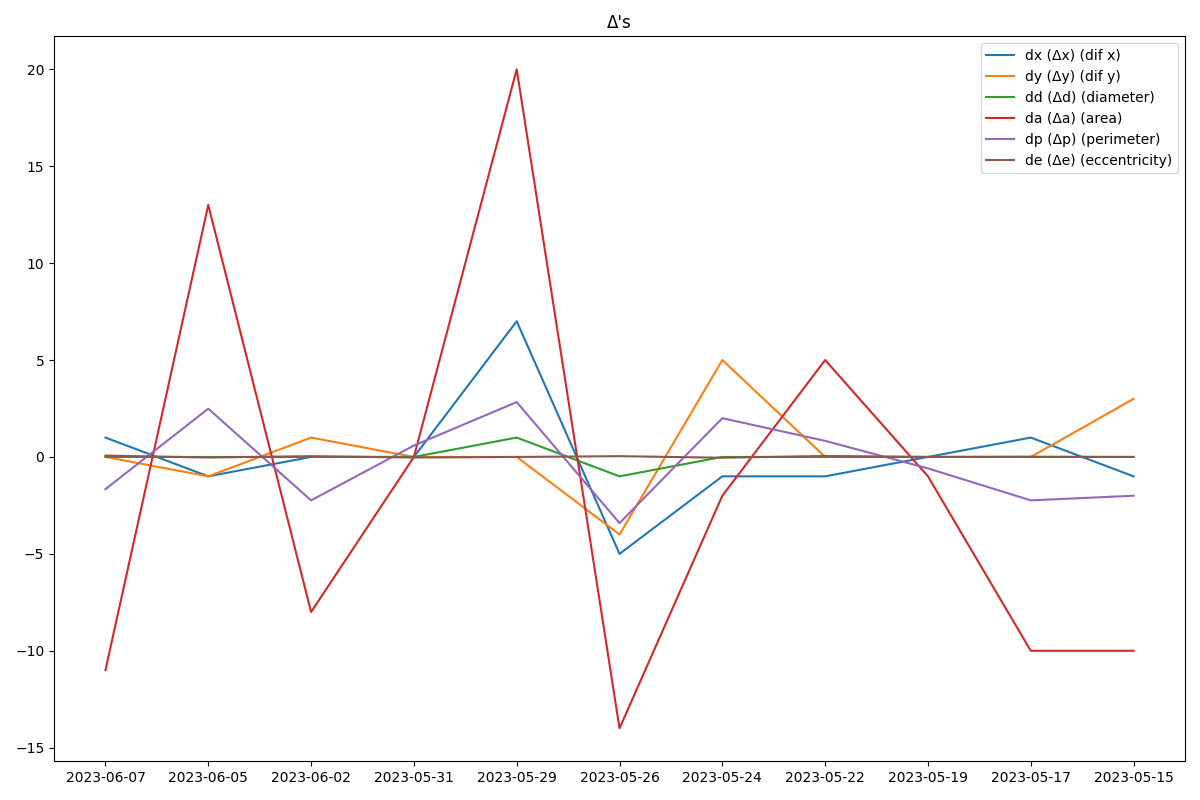 Δ's
dx (Δx) (dif x)
dy (Δy) (dif y)
dd (Δd) (diameter)
da (Δa) (area)
dp (Δp) (perimeter)
de (Δe) (eccentricity)
20
15
10
5
0
−5
−10
−15
2023-06-07 2023-06-05 2023-06-02 2023-05-31 2023-05-29 2023-05-26 2023-05-24 2023-05-22 2023-05-19 2023-05-17 2023-05-15